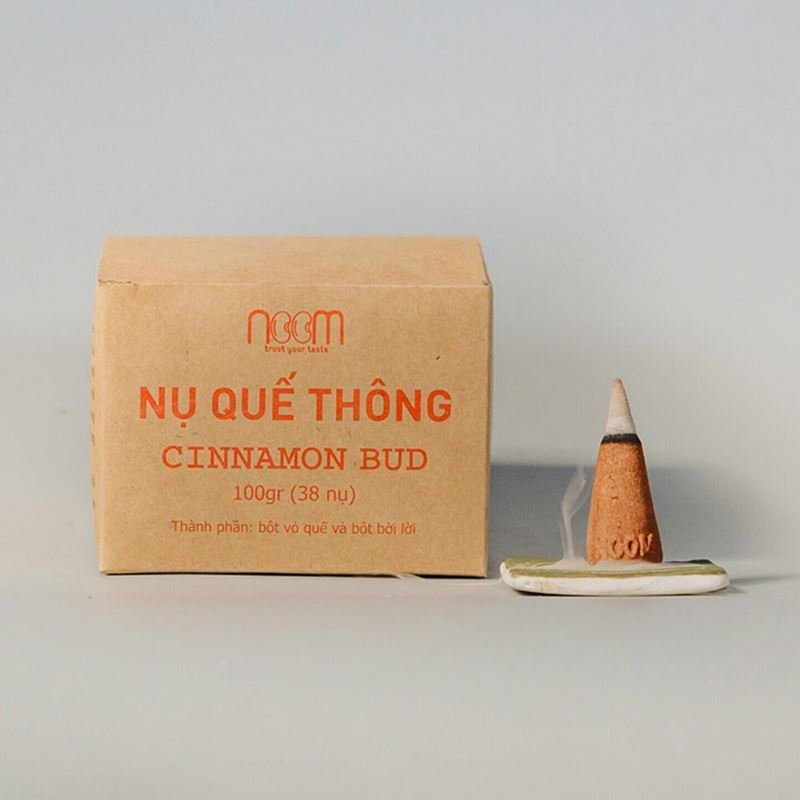 noom
trust your taste
NỤ QUẾ THÔNG
CINNAMON BUD
100gr (38 nụ)
Thành phần: bột vỏ quế và bột bời lời
NOOM